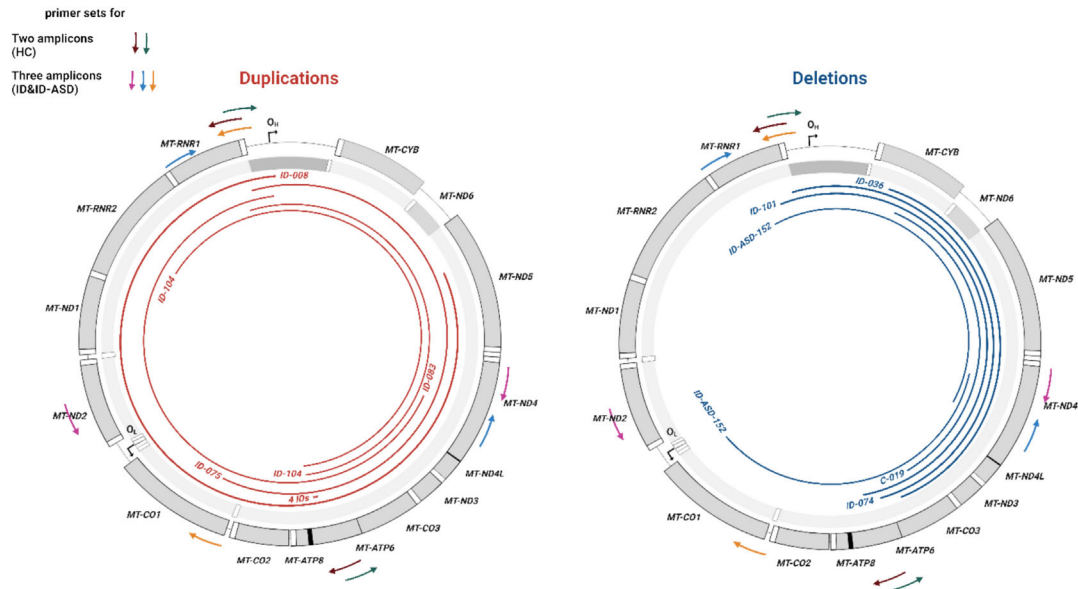 primer sets for
Two amplicons
(HC)
Three amplicons
(ID&ID-ASD)
Duplications
OH
MT-RNR1
MT-CYB
MT-ND6
MT-RNR2
MT-ND5
MT-ND1
MT-ND4
MT-ND2
OL
MT-ND4L
MT-ND3
MT-CO1
MT-CO3
MT-CO2
MT-ATP8
MT-ATP6
ID-008
ID-104
ID-083
ID-075
ID-104
4 IDs
Deletions
OH
MT-RNR1
MT-CYB
MT-ND6
MT-RNR2
MT-ND5
MT-ND1
MT-ND4
MT-ND2
OL
MT-ND4L
MT-ND3
MT-CO1
MT-CO3
MT-CO2
MT-ATP8
MT-ATP6
ID-036
ID-101
ID-ASD-152
ID-ASD-152
C-019
ID-074